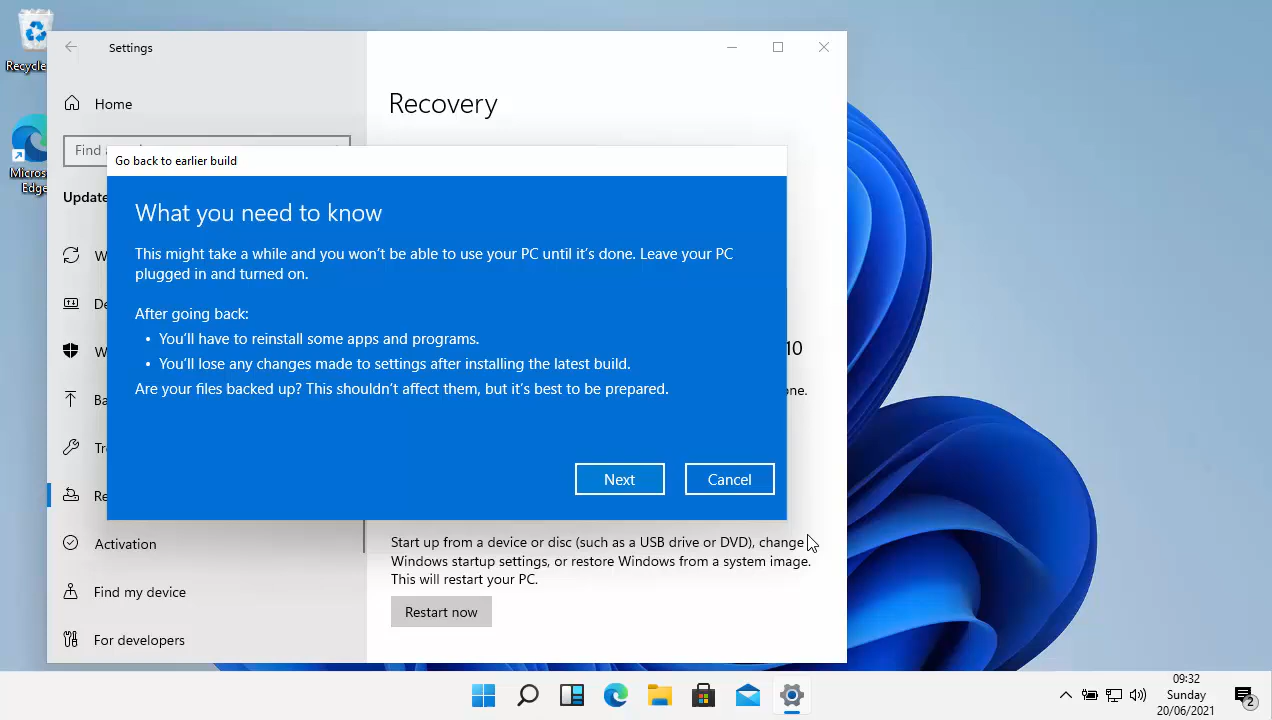 Recycle
Micros
Edge
Settings
Home
Find a
Update
W
De
W
Ba
Tr
Re
Activation
Find my device
For developers
Recovery
10
one.
Start up from a device or disc (such as a USB drive or DVD), change
Windows startup settings, or restore Windows from a system image.
This will restart your PC.
Restart now
Go back to earlier build
What you need to know
This might take a while and you won't be able to use your PC until it's done. Leave your PC
plugged in and turned on.
After going back:
• You'll have to reinstall some apps and programs.
• You'll lose any changes made to settings after installing the latest build.
Are your files backed up? This shouldn't affect them, but it's best to be prepared.
Next
Cancel
09:32
Sunday
20/06/2021
2